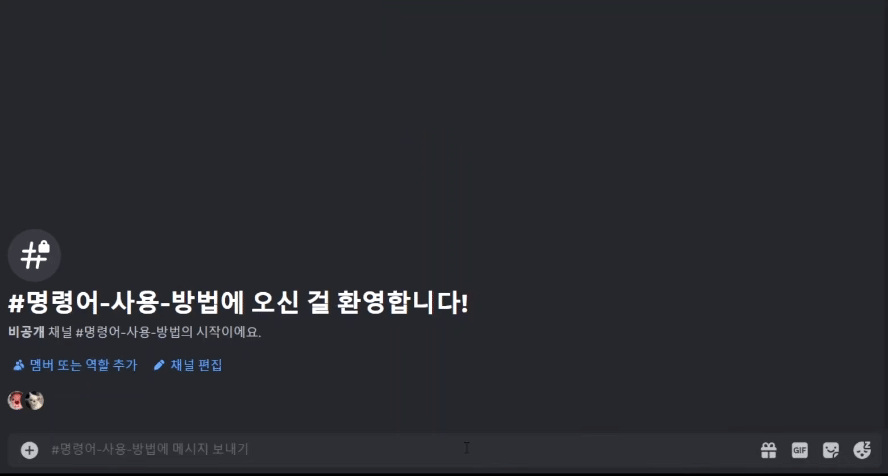 #명령어-사용-방법에 오신 걸 환영합니다!
비공개 채널 #명령어-사용-방법의 시작이에요.
멤버 또는 역할 추가 채널 편집
#명령어-사용-방법에 메시지 보내기
GIF